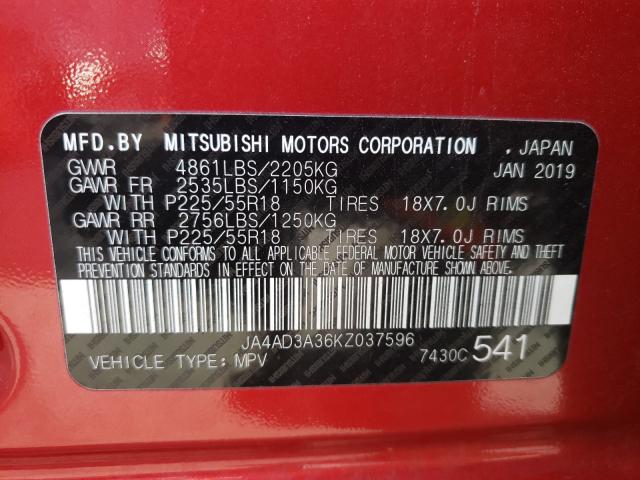 MFD.BY MITSUBISHI MOTORS CORPORATION . JAPAN
GVWR 4861LBS/2205KG JAN 2019
GAWR FR 2535LBS/1150KG
WITH P225/55R18 TIRES 18X7.0J RIMS
GAWR RR 2756LBS/1250KG
WITH P225/55R18 TIRES 18X7.0J RIMS
THIS VEHICLE CONFORMS TO ALL APPLICABLE FEDERAL MOTOR VEHICLE SAFETY AND THEFT
PREVENTION STANDARDS IN EFFECT ON THE DATE OF MANUFACTURE SHOWN ABOVE.
JA4AD3A36KZ037596
VEHICLE TYPE: MPV 7430C 541